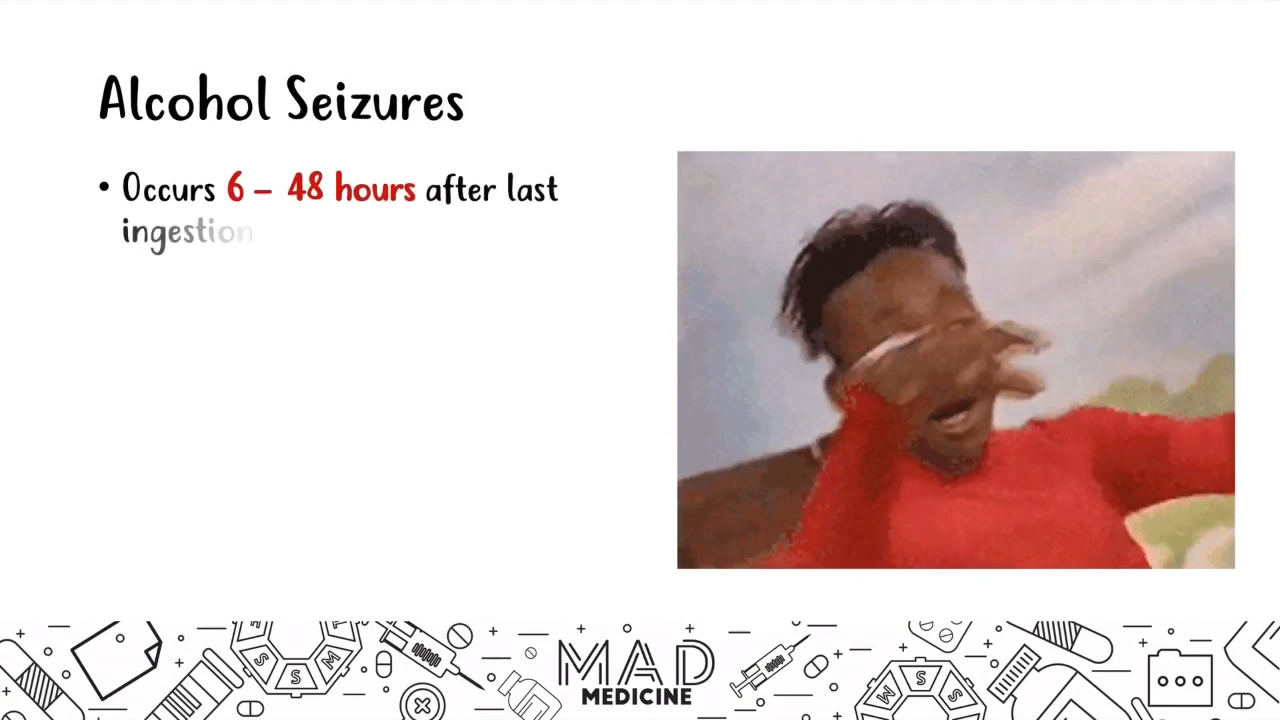 Alcohol Seizures
• Occurs 6 – 48 hours after last
ingestion
S S M
MAD
MEDICINE
M S S